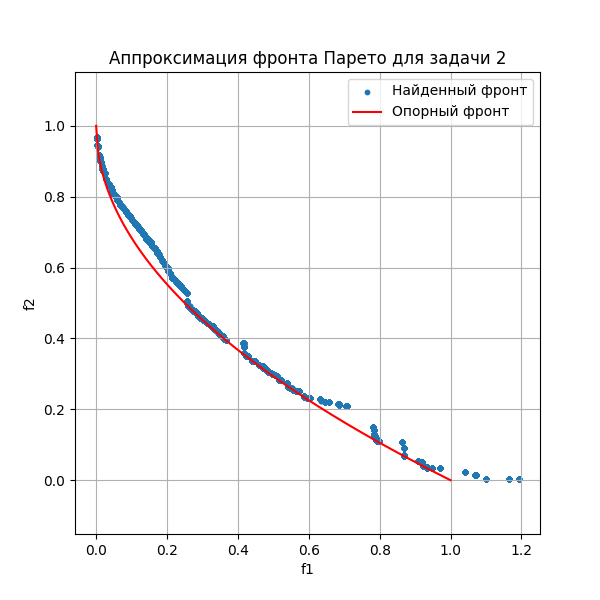 Аппроксимация фронта Парето для задачи 2
Найденный фронт
Опорный фронт
1.0
0.8
0.6
0.4
0.2
0.0
f2
0.0 0.2 0.4 0.6 0.8 1.0 1.2
f1